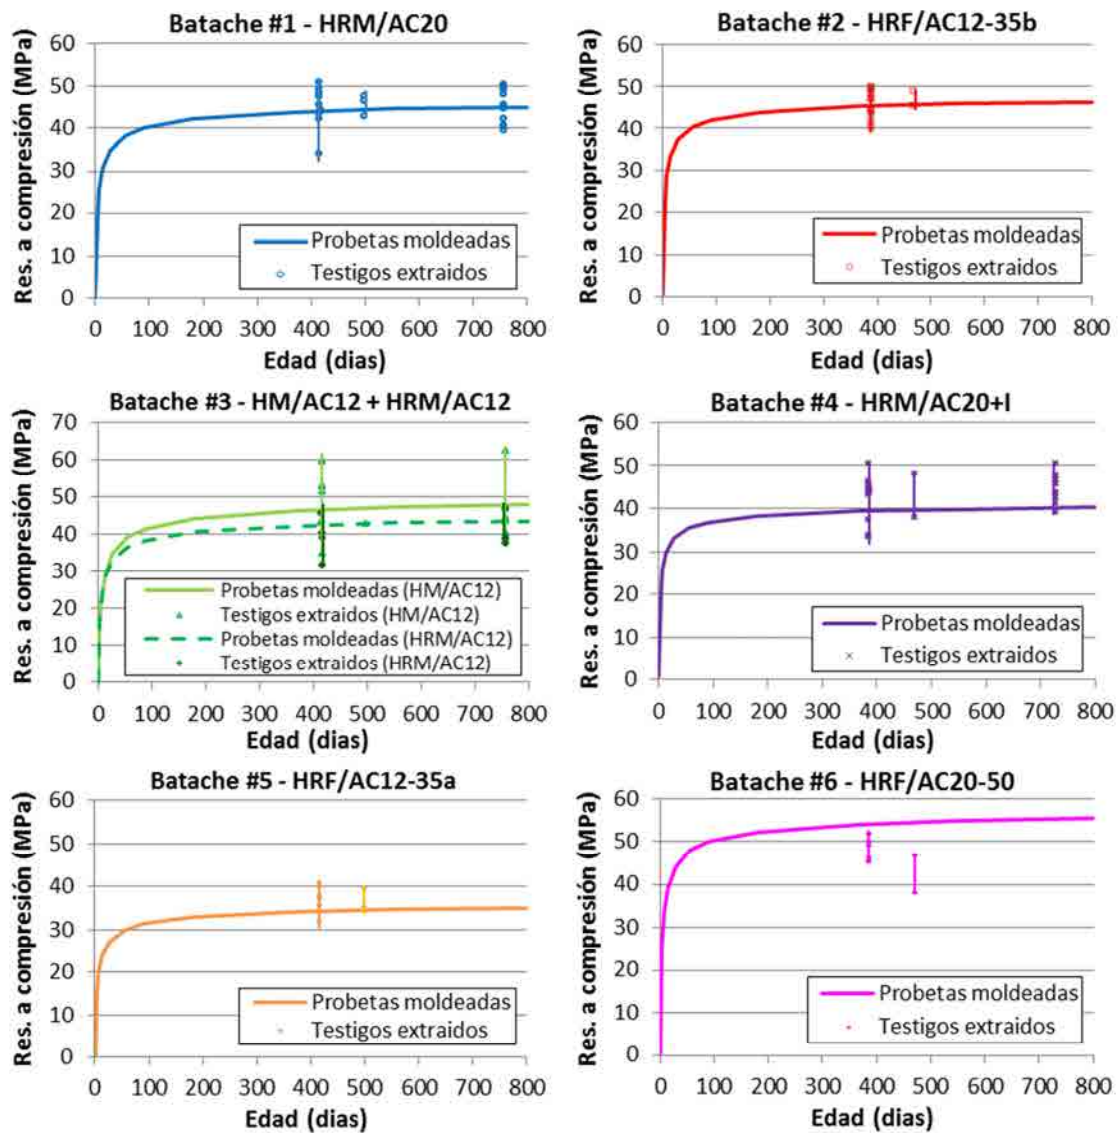 Batache #1 - HRM/AC20
Res. a compresión (MPa)
60
50
40
30
20
10
0
Probetas moldeadas
Testigos extraidos
0 100 200 300 400 500 600 700 800
Edad (dias)
Batache #2 - HRF/AC12-35b
Res. a compresión (MPa)
60
50
40
30
20
10
0
Probetas moldeadas
Testigos extraidos
0 100 200 300 400 500 600 700 800
Edad (dias)
Batache #3 - HM/AC12 + HRM/AC12
Res. a compresión (MPa)
70
60
50
40
30
20
10
0
Probetas moldeadas (HM/AC12)
Testigos extraidos (HM/AC12)
Probetas moldeadas (HRM/AC12)
Testigos extraidos (HRM/AC12)
0 100 200 300 400 500 600 700 800
Edad (dias)
Batache #4 - HRM/AC20+I
Res. a compresión (MPa)
60
50
40
30
20
10
0
Probetas moldeadas
Testigos extraidos
0 100 200 300 400 500 600 700 800
Edad (dias)
Batache #5 - HRF/AC12-35a
Res. a compresión (MPa)
60
50
40
30
20
10
0
Probetas moldeadas
Testigos extraidos
0 100 200 300 400 500 600 700 800
Edad (dias)
Batache #6 - HRF/AC20-50
Res. a compresión (MPa)
60
50
40
30
20
10
0
Probetas moldeadas
Testigos extraidos
0 100 200 300 400 500 600 700 800
Edad (dias)